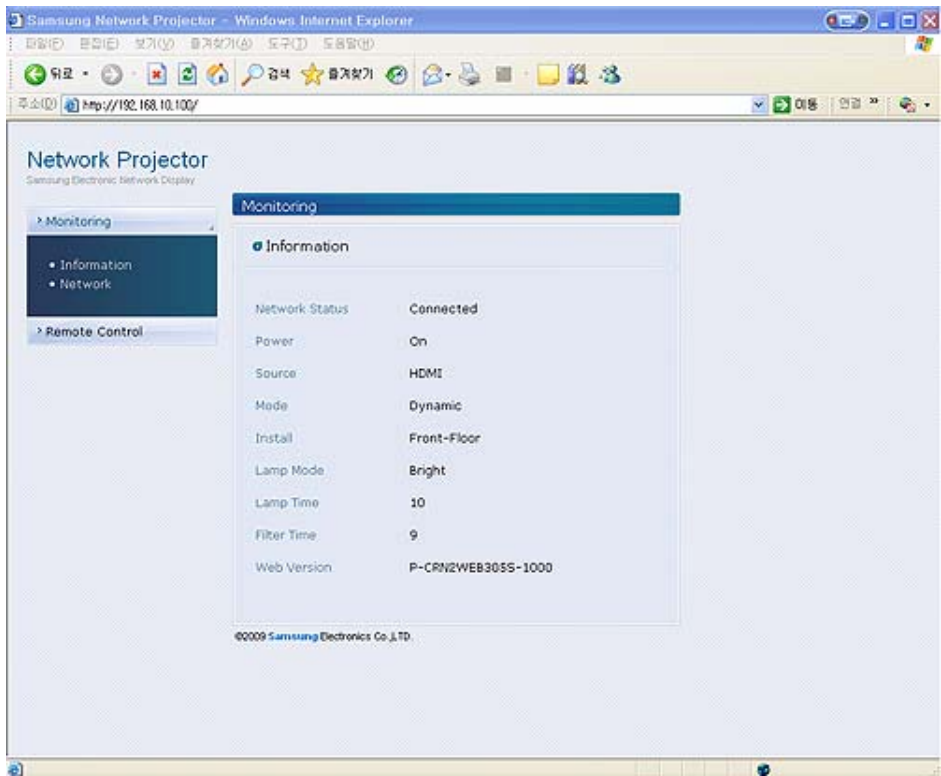 Samsung Network Projector - Windows Internet Explorer
파일(F) 편집(E) 보기(V) 즐겨찾기(A) 도구(T) 도움말(H)
뒤로 검색 즐겨찾기
주소(D) http://192.168.10.100/ 이동 연결 »
Network Projector
Samsung Electronic Network Display
Monitoring
• Information
• Network
Remote Control
Monitoring
Information
Network Status Connected
Power On
Source HDMI
Mode Dynamic
Install Front-Floor
Lamp Mode Bright
Lamp Time 10
Filter Time 9
Web Version P-CRN2WEB305S-1000
©2009 Samsung Electronics Co.,LTD.